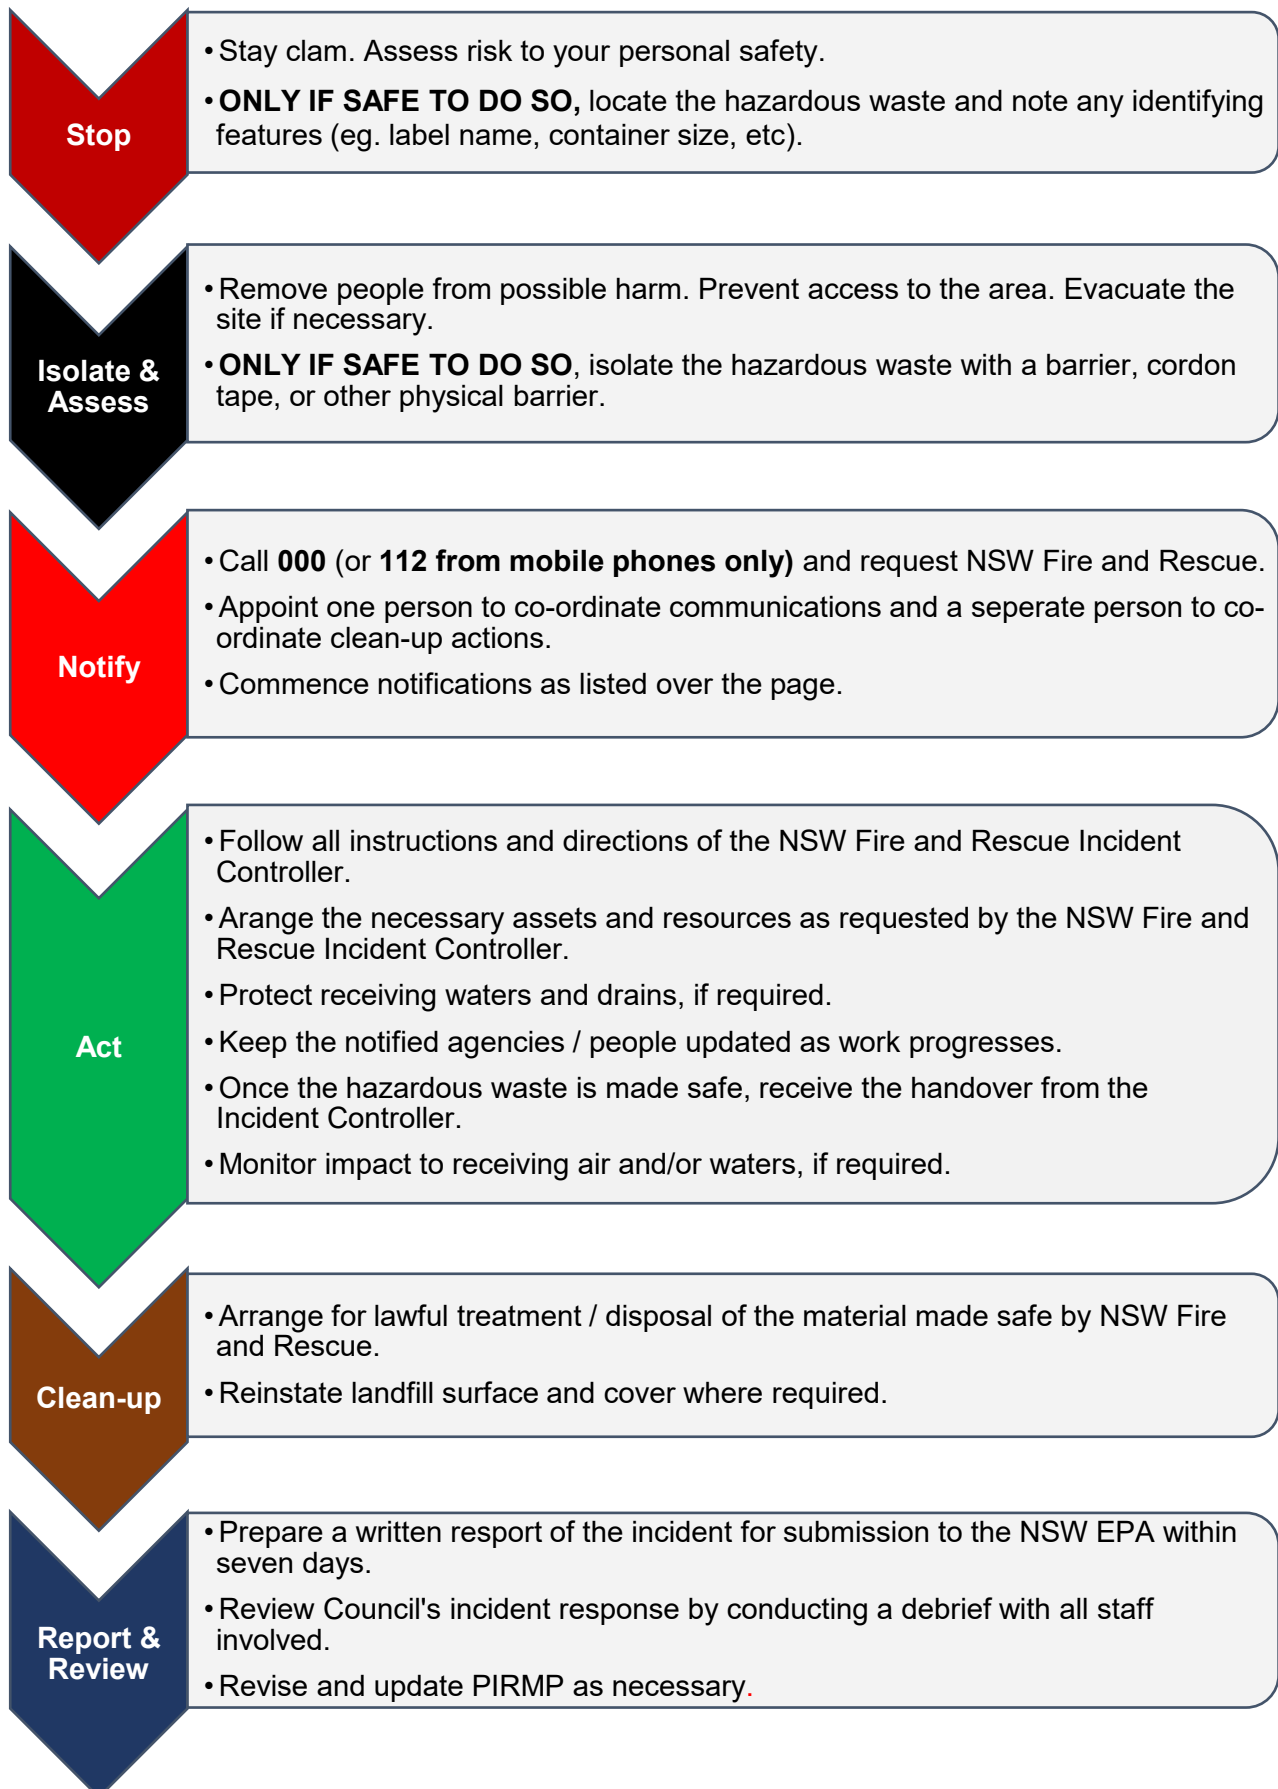 Stop
• Stay clam. Assess risk to your personal safety.
• ONLY IF SAFE TO DO SO, locate the hazardous waste and note any identifying
features (eg. label name, container size, etc).
Isolate &
Assess
• Remove people from possible harm. Prevent access to the area. Evacuate the
site if necessary.
• ONLY IF SAFE TO DO SO, isolate the hazardous waste with a barrier, cordon
tape, or other physical barrier.
Notify
• Call 000 (or 112 from mobile phones only) and request NSW Fire and Rescue.
• Appoint one person to co-ordinate communications and a seperate person to co-
ordinate clean-up actions.
• Commence notifications as listed over the page.
Act
• Follow all instructions and directions of the NSW Fire and Rescue Incident
Controller.
• Arange the necessary assets and resources as requested by the NSW Fire and
Rescue Incident Controller.
• Protect receiving waters and drains, if required.
• Keep the notified agencies / people updated as work progresses.
• Once the hazardous waste is made safe, receive the handover from the
Incident Controller.
• Monitor impact to receiving air and/or waters, if required.
Clean-up
• Arrange for lawful treatment / disposal of the material made safe by NSW Fire
and Rescue.
• Reinstate landfill surface and cover where required.
Report &
Review
• Prepare a written resport of the incident for submission to the NSW EPA within
seven days.
• Review Council's incident response by conducting a debrief with all staff
involved.
• Revise and update PIRMP as necessary.